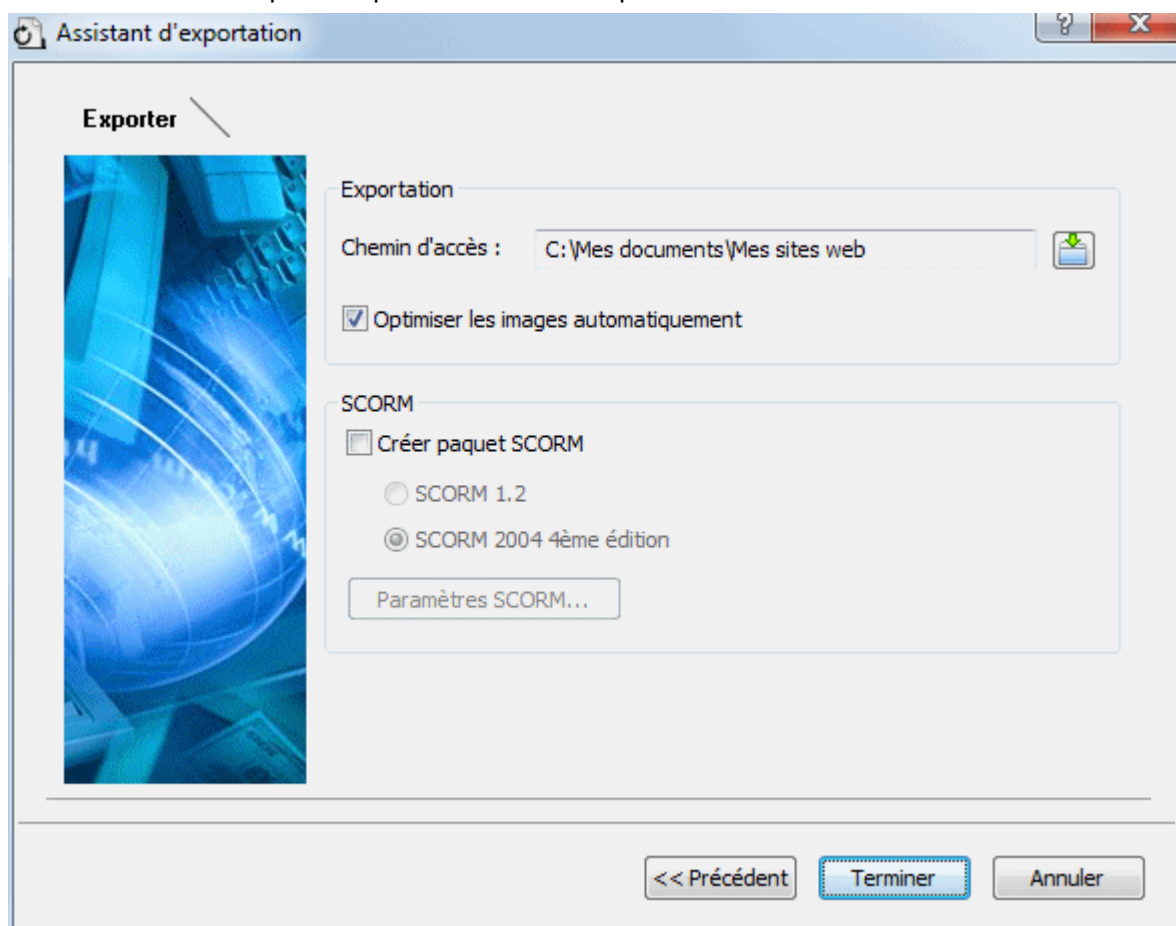 Assistant d'exportation
?
X
Exporter
Exportation
Chemin d'accès :
C:\Mes documents\Mes sites web
Optimiser les images automatiquement
SCORM
Créer paquet SCORM
SCORM 1.2
SCORM 2004 4ème édition
Paramètres SCORM...
<< Précédent
Terminer
Annuler